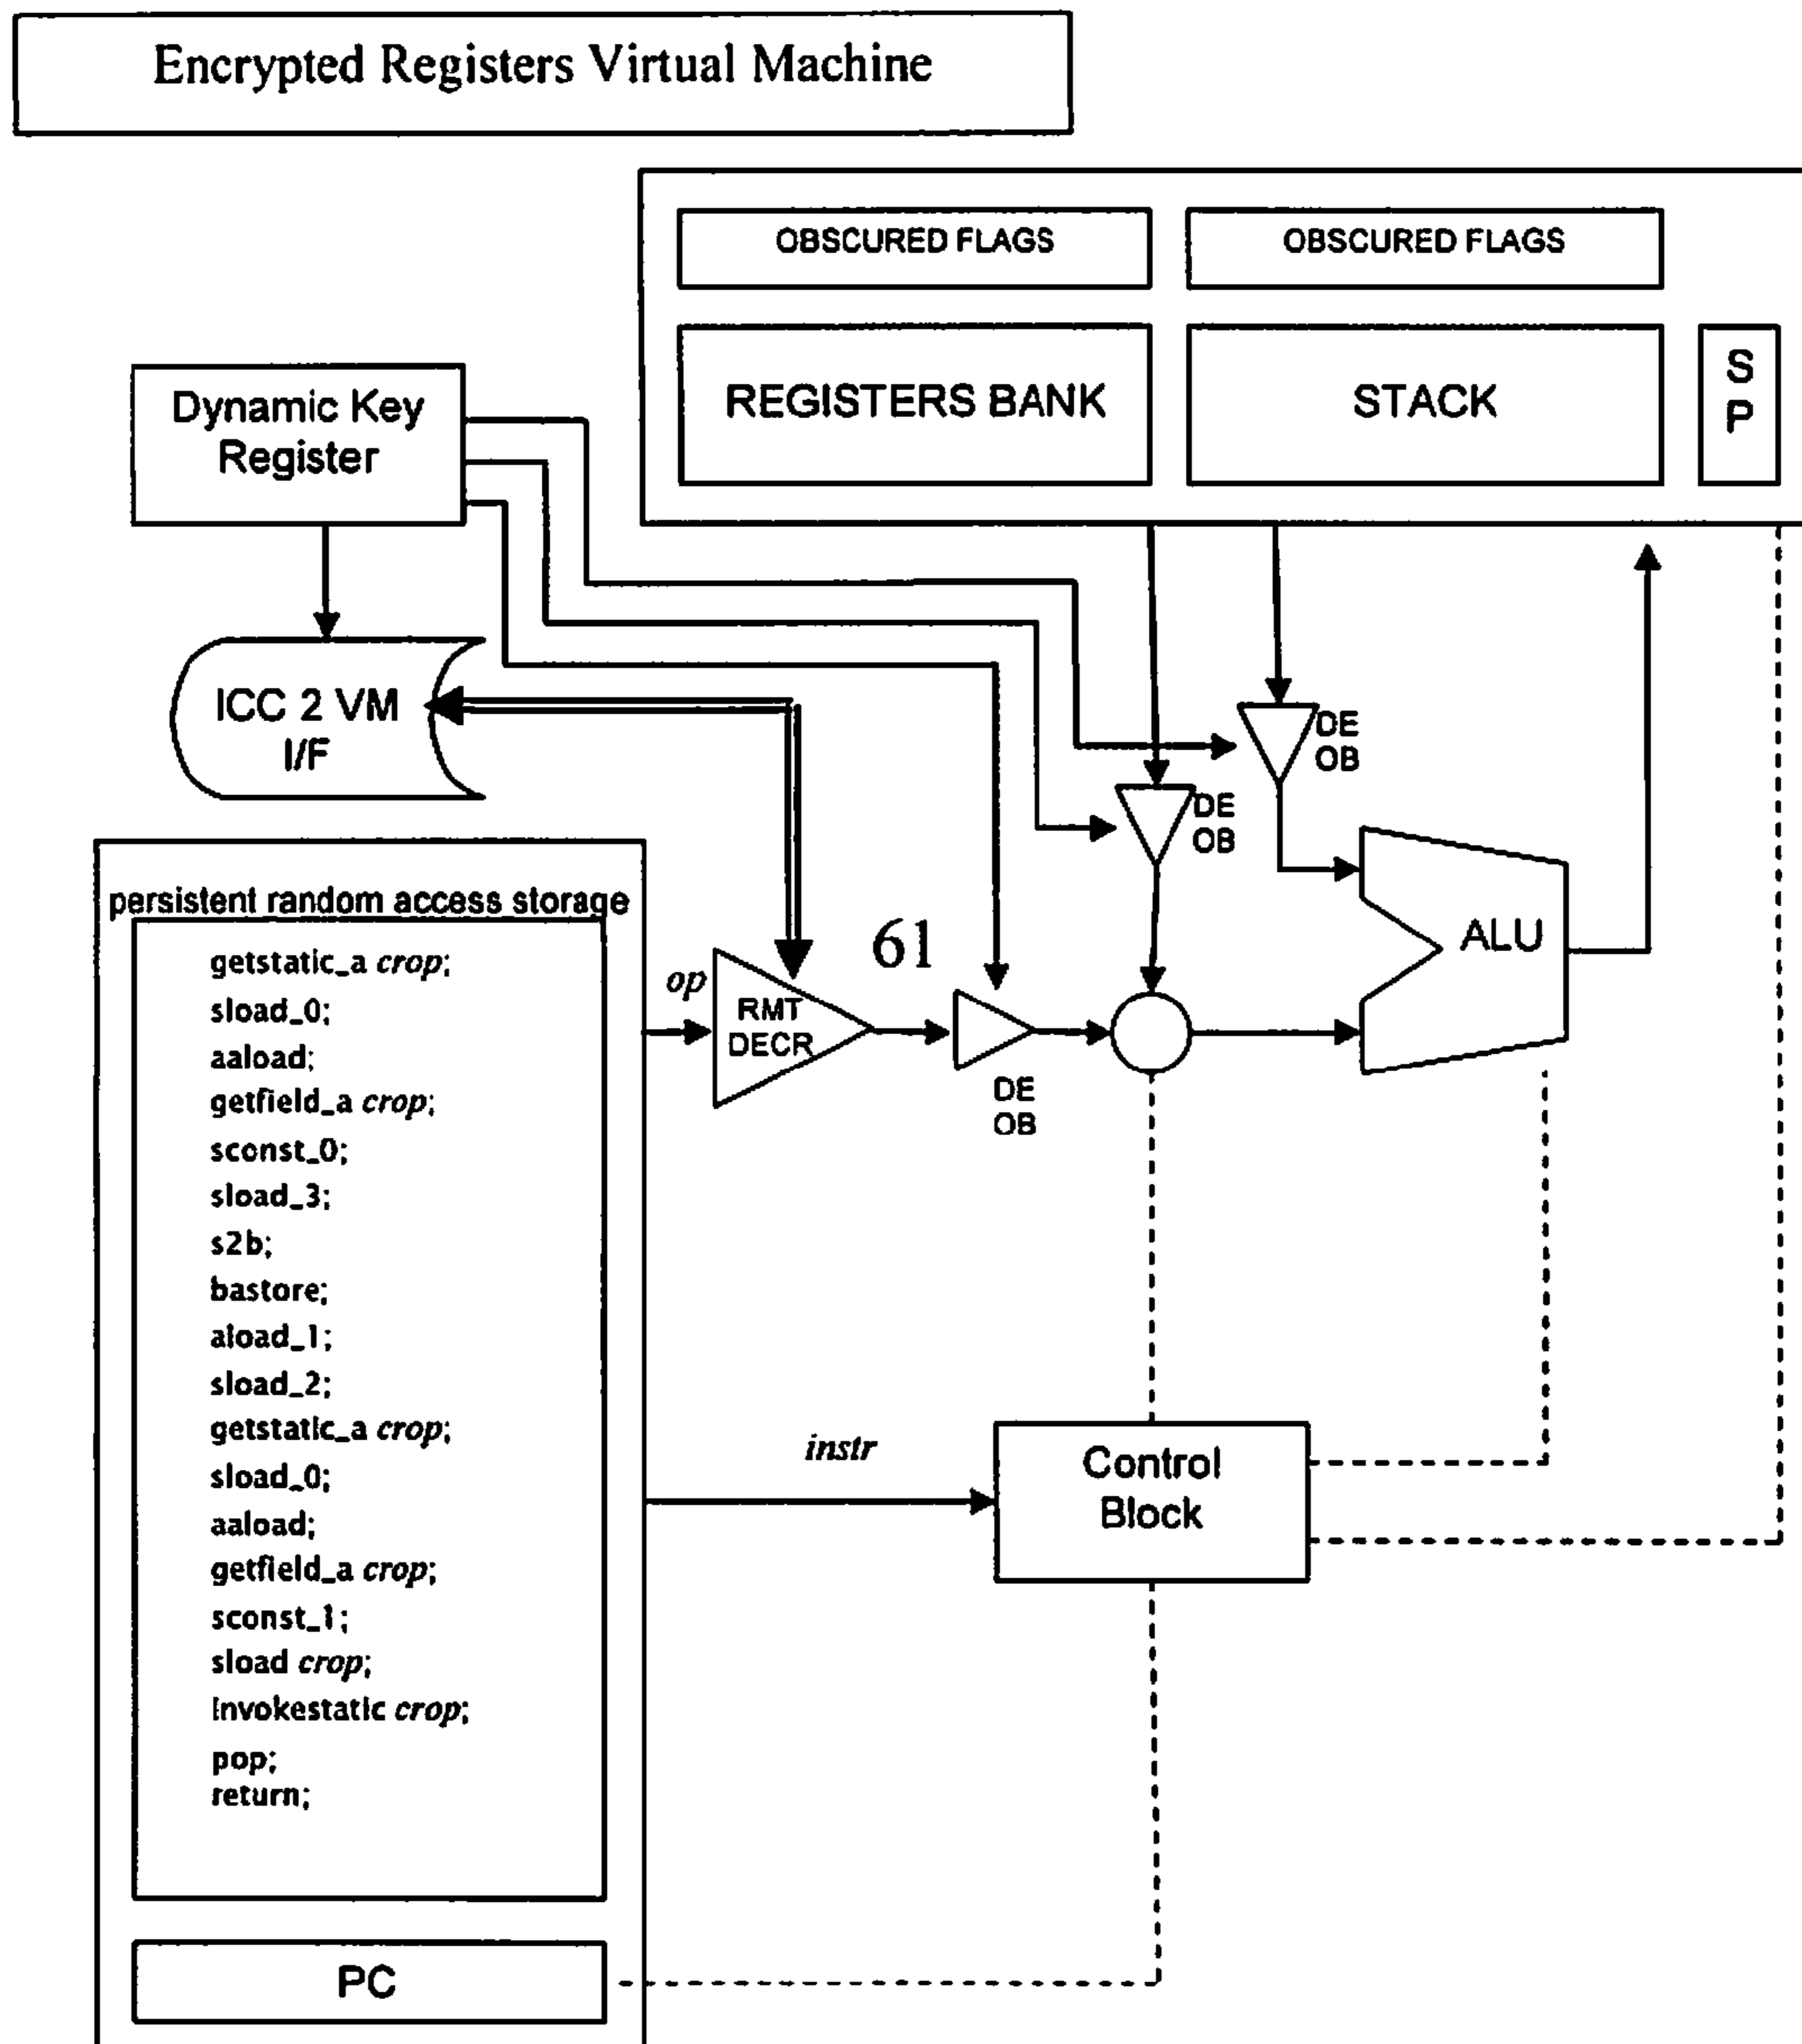 Encrypted Registers Virtual Machine
OBSCURED FLAGS
OBSCURED FLAGS
REGISTERS BANK
STACK
S
P
Dynamic Key
Register
ICC 2 VM
I/F
DE
OB
DE
OB
ALU
persistent random access storage
getstatic_a crop;
sload_0;
aaload;
getfield_a crop;
sconst_0;
sload_3;
s2b;
bastore;
aload_1;
sload_2;
getstatic_a crop;
sload_0;
aaload;
getfield_a crop;
sconst_1;
sload crop;
invokestatic crop;
pop;
return;
PC
op
RMT
DECR
61
DE
OB
instr
Control
Block